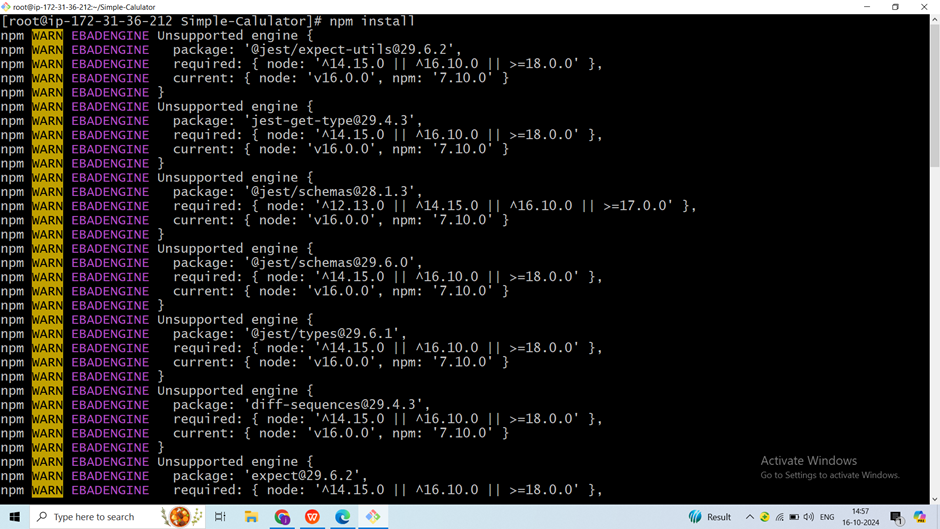 root@ip-172-31-36-212:~/Simple-Calulator
[root@ip-172-31-36-212 Simple-Calulator]# npm install
npm WARN EBADENGINE Unsupported engine {
npm WARN EBADENGINE   package: '@jest/expect-utils@29.6.2',
npm WARN EBADENGINE   required: { node: '^14.15.0 || ^16.10.0 || >=18.0.0' },
npm WARN EBADENGINE   current: { node: 'v16.0.0', npm: '7.10.0' }
npm WARN EBADENGINE }
npm WARN EBADENGINE Unsupported engine {
npm WARN EBADENGINE   package: 'jest-get-type@29.4.3',
npm WARN EBADENGINE   required: { node: '^14.15.0 || ^16.10.0 || >=18.0.0' },
npm WARN EBADENGINE   current: { node: 'v16.0.0', npm: '7.10.0' }
npm WARN EBADENGINE }
npm WARN EBADENGINE Unsupported engine {
npm WARN EBADENGINE   package: '@jest/schemas@28.1.3',
npm WARN EBADENGINE   required: { node: '^12.13.0 || ^14.15.0 || ^16.10.0 || >=17.0.0' },
npm WARN EBADENGINE   current: { node: 'v16.0.0', npm: '7.10.0' }
npm WARN EBADENGINE }
npm WARN EBADENGINE Unsupported engine {
npm WARN EBADENGINE   package: '@jest/schemas@29.6.0',
npm WARN EBADENGINE   required: { node: '^14.15.0 || ^16.10.0 || >=18.0.0' },
npm WARN EBADENGINE   current: { node: 'v16.0.0', npm: '7.10.0' }
npm WARN EBADENGINE }
npm WARN EBADENGINE Unsupported engine {
npm WARN EBADENGINE   package: '@jest/types@29.6.1',
npm WARN EBADENGINE   required: { node: '^14.15.0 || ^16.10.0 || >=18.0.0' },
npm WARN EBADENGINE   current: { node: 'v16.0.0', npm: '7.10.0' }
npm WARN EBADENGINE }
npm WARN EBADENGINE Unsupported engine {
npm WARN EBADENGINE   package: 'diff-sequences@29.4.3',
npm WARN EBADENGINE   required: { node: '^14.15.0 || ^16.10.0 || >=18.0.0' },
npm WARN EBADENGINE   current: { node: 'v16.0.0', npm: '7.10.0' }
npm WARN EBADENGINE }
npm WARN EBADENGINE Unsupported engine {
npm WARN EBADENGINE   package: 'expect@29.6.2',
npm WARN EBADENGINE   required: { node: '^14.15.0 || ^16.10.0 || >=18.0.0' },
Activate Windows
Go to Settings to activate Windows.
Type here to search
Result
ENG
14:57
16-10-2024
1